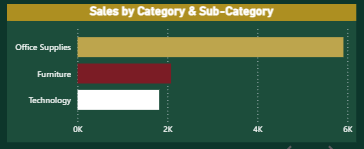 Sales by Category & Sub-Category
Office Supplies
Furniture
Technology
0K 2K 4K 6K